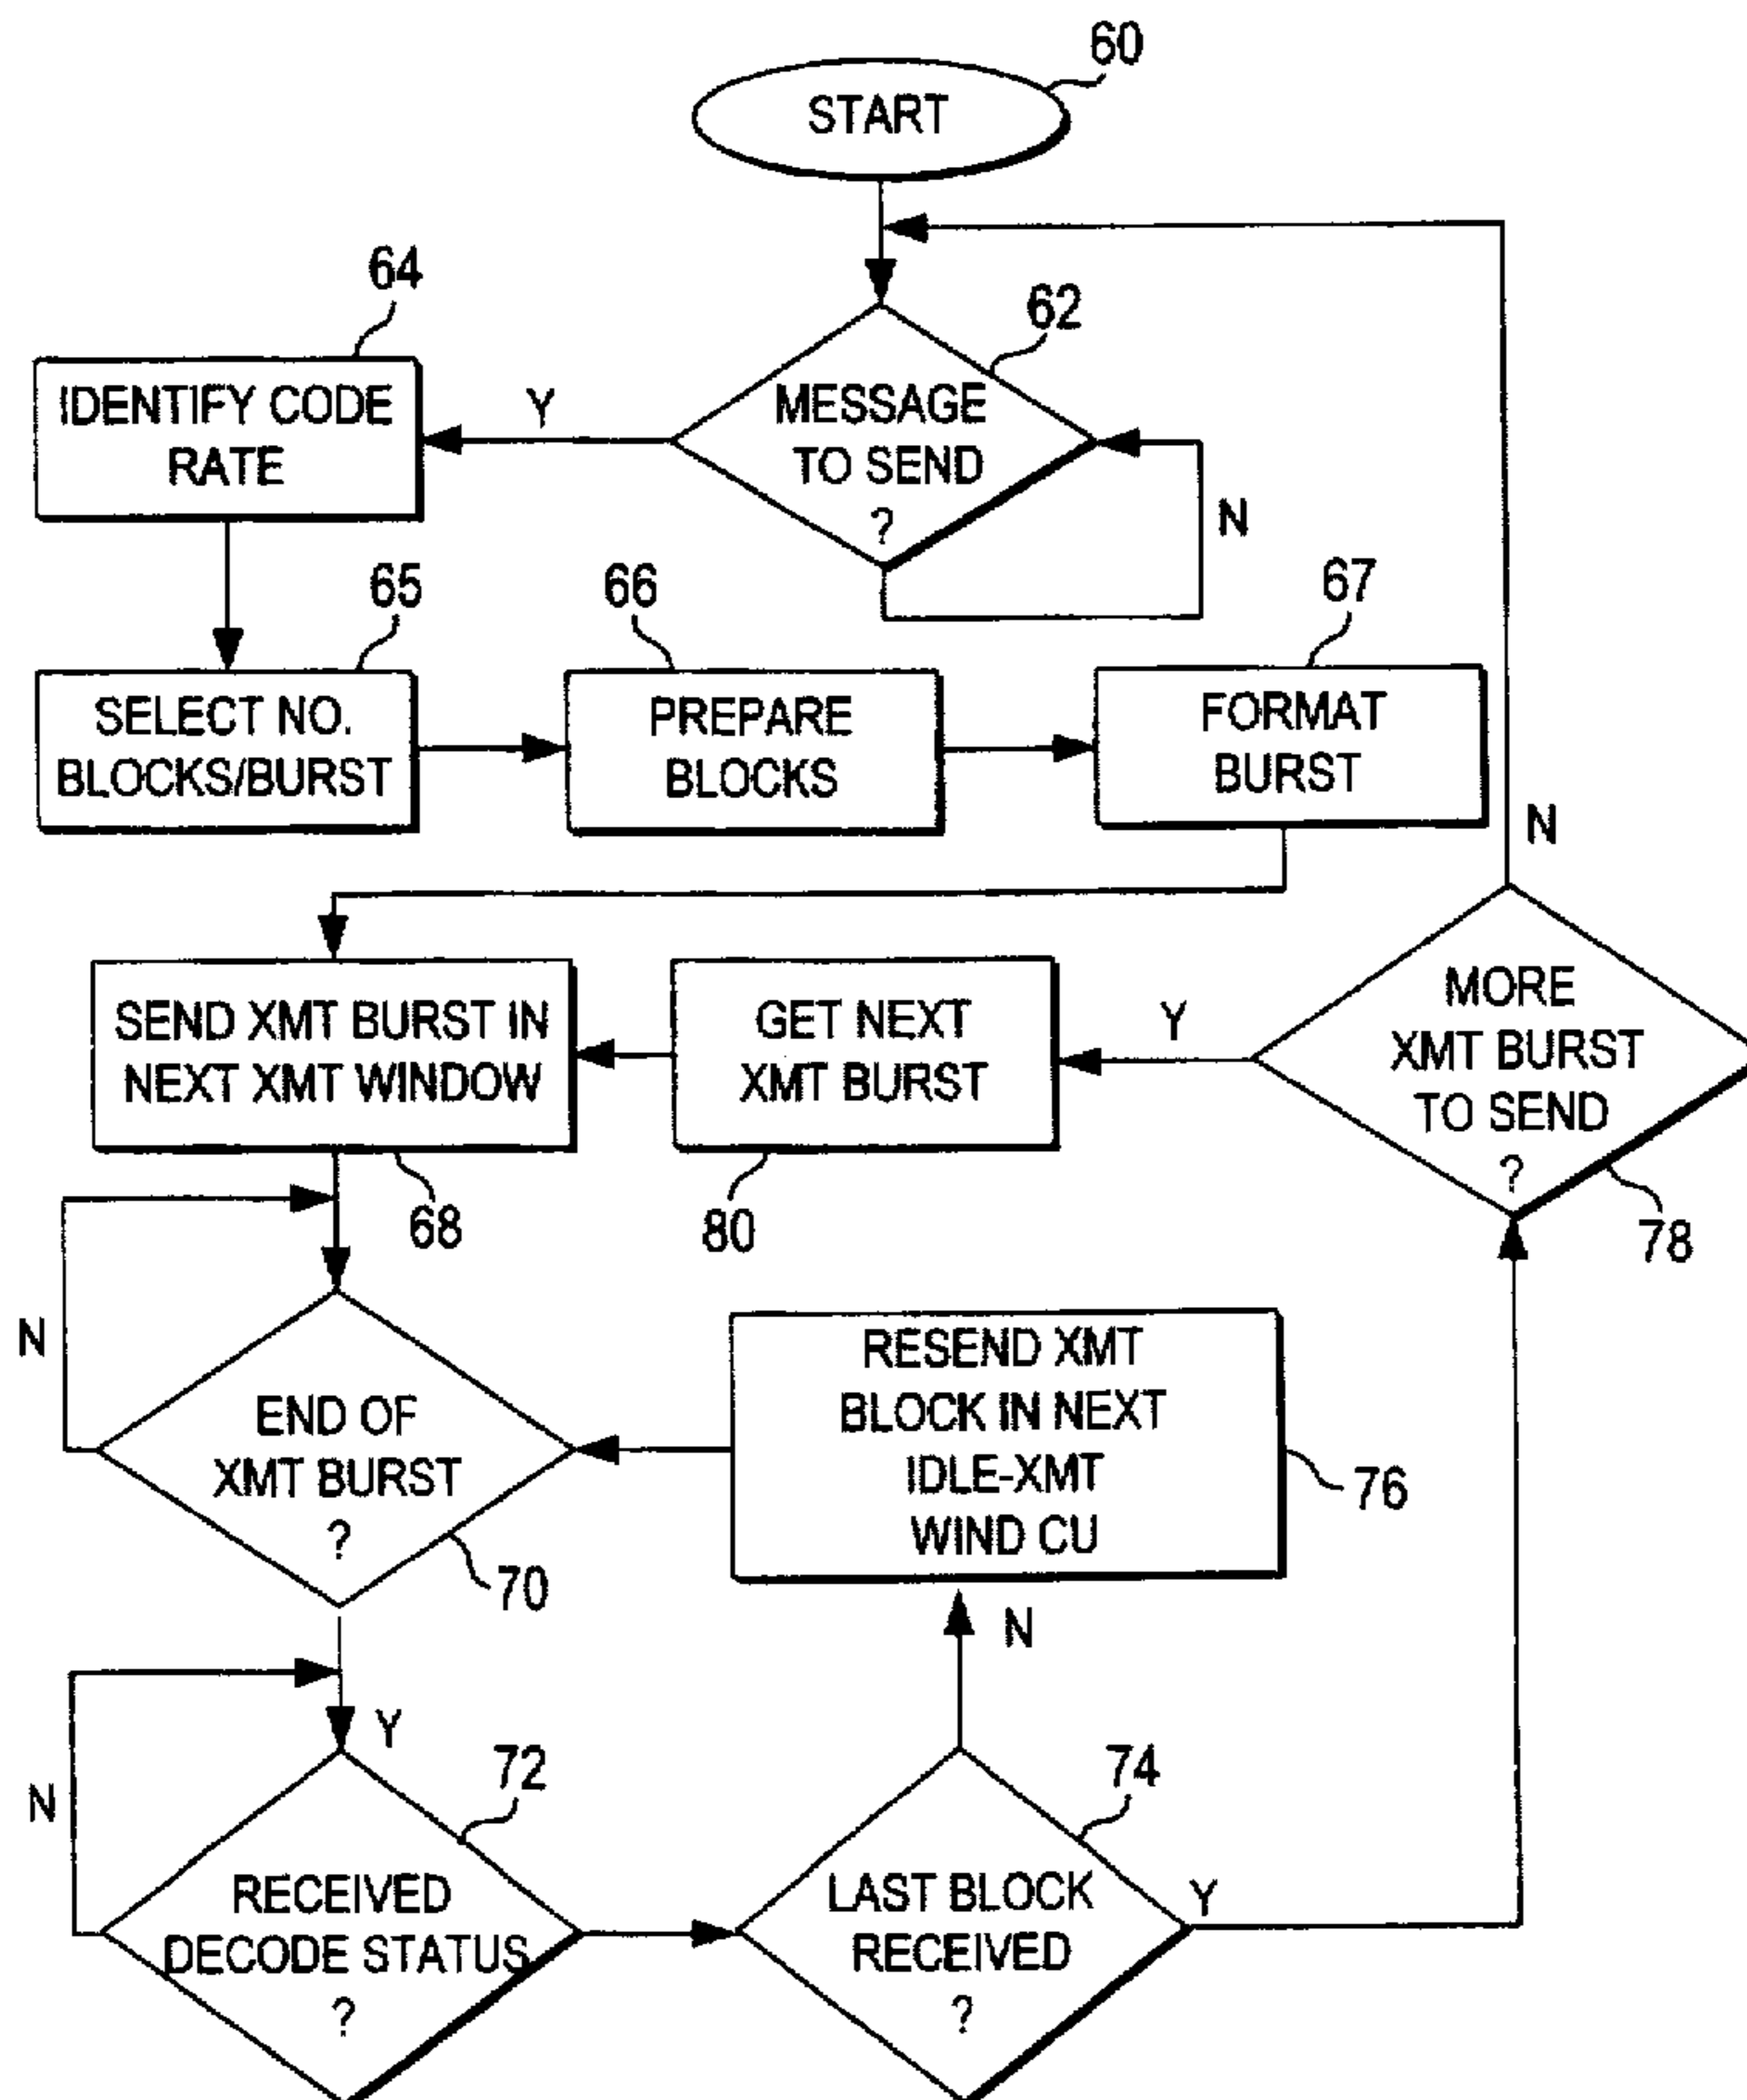 60
START
64
62
IDENTIFY CODE
RATE
Y
MESSAGE
TO SEND
?
N
65
66
67
SELECT NO.
BLOCKS/BURST
PREPARE
BLOCKS
FORMAT
BURST
N
SEND XMT BURST IN
NEXT XMT WINDOW
GET NEXT
XMT BURST
Y
MORE
XMT BURST
TO SEND
?
68
80
78
N
END OF
XMT BURST
?
70
RESEND XMT
BLOCK IN NEXT
IDLE-XMT
WIND CU
76
N
Y
72
74
N
RECEIVED
DECODE STATUS
?
LAST BLOCK
RECEIVED
?
Y